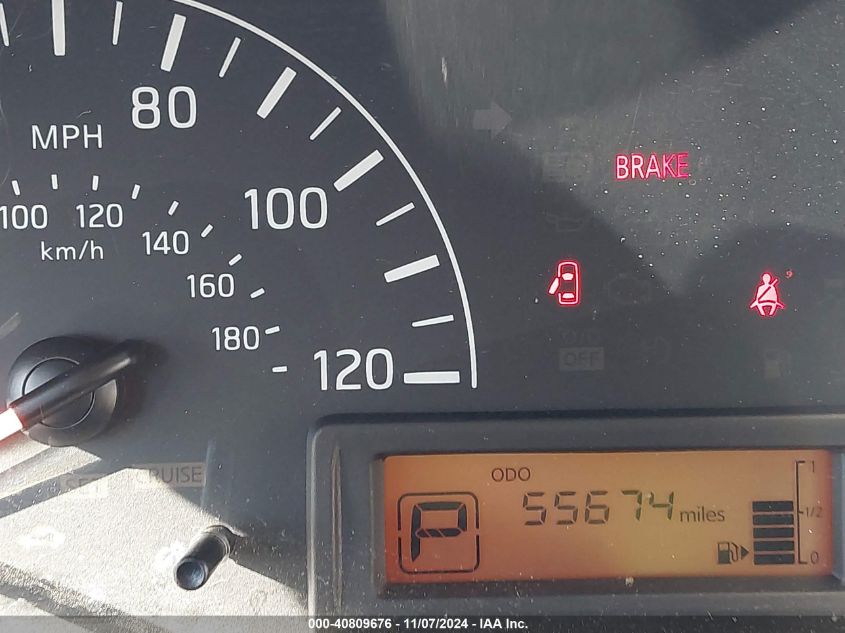 80
MPH
BRAKE
100 120
100
km/h
140
160
180
120
OFF
CRUISE
SET
ODO
1
55674 miles
1/2
P
0
000-40809676 - 11/07/2024 - IAA Inc.